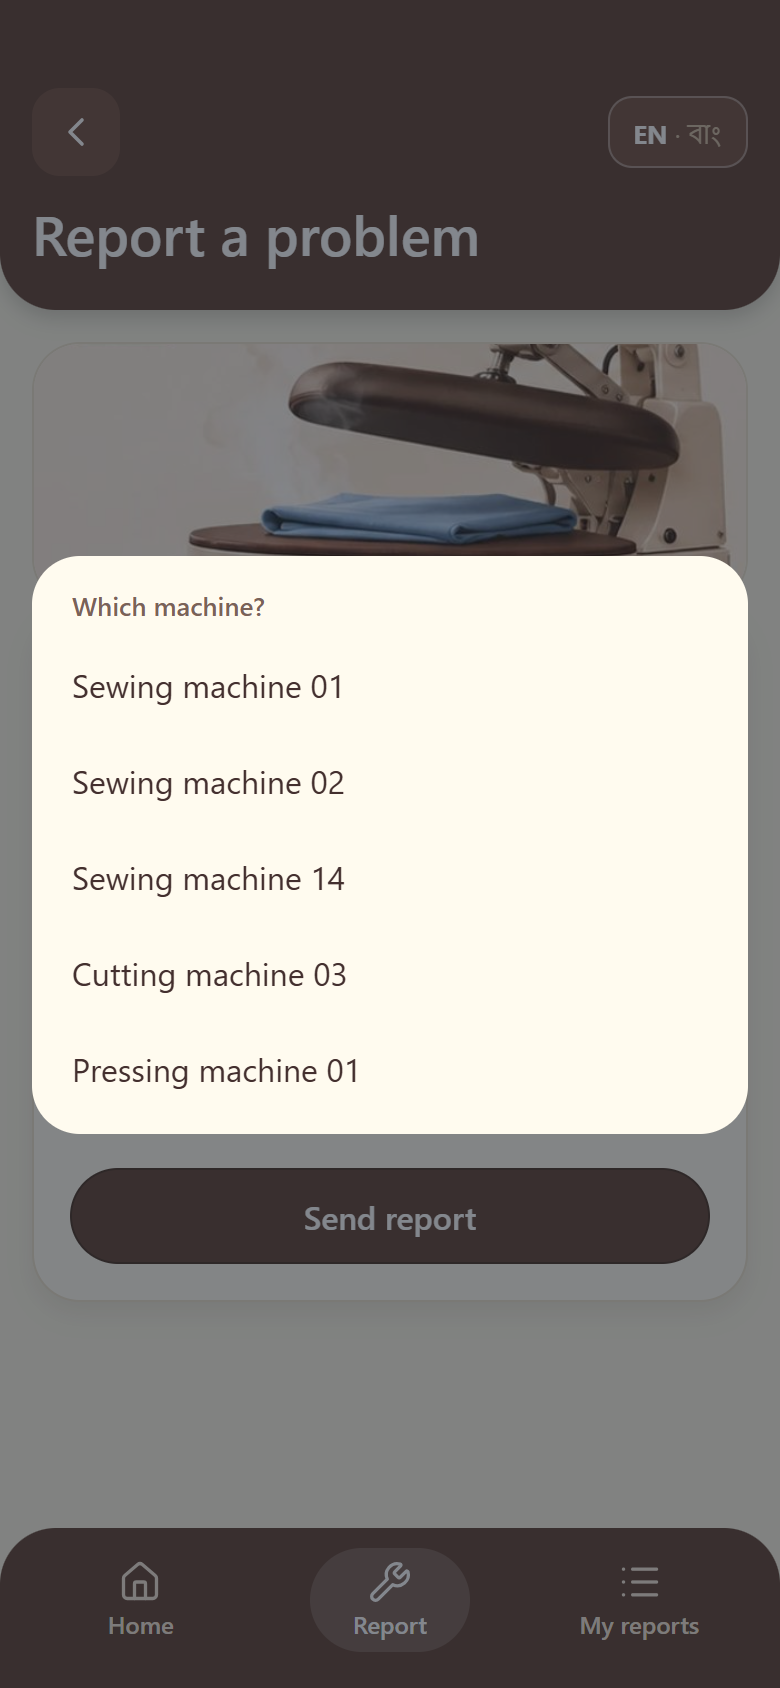 EN · বাং
Report a problem
Which machine?
Sewing machine 01
Sewing machine 02
Sewing machine 14
Cutting machine 03
Pressing machine 01
Send report
Home
Report
My reports